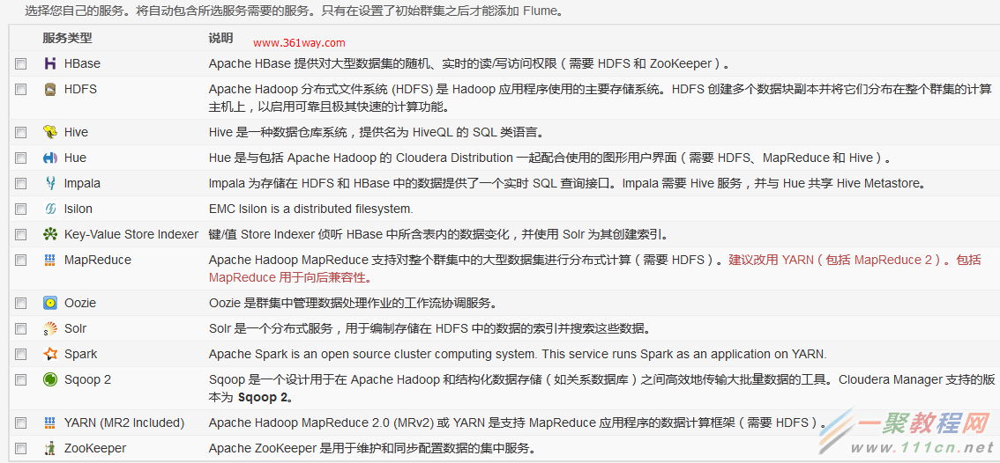 选择您自己的服务。将自动包含所选服务需要的服务。只有在设置了初始群集之后才能添加 Flume。
服务类型 说明 www.361way.com
HBase Apache HBase 提供对大型数据集的随机、实时的读/写访问权限（需要 HDFS 和 ZooKeeper）。
HDFS Apache Hadoop 分布式文件系统 (HDFS) 是 Hadoop 应用程序使用的主要存储系统。HDFS 创建多个数据块副本并将它们分布在整个群集的计算
主机上，以启用可靠且极其快速的计算功能。
Hive Hive 是一种数据仓库系统，提供名为 HiveQL 的 SQL 类语言。
Hue Hue 是与包括 Apache Hadoop 的 Cloudera Distribution 一起配合使用的图形用户界面（需要 HDFS、MapReduce 和 Hive）。
Impala Impala 为存储在 HDFS 和 HBase 中的数据提供了一个实时 SQL 查询接口。Impala 需要 Hive 服务，并与 Hue 共享 Hive Metastore。
Isilon EMC Isilon is a distributed filesystem.
Key-Value Store Indexer 键/值 Store Indexer 侦听 HBase 中所含表内的数据变化，并使用 Solr 为其创建索引。
MapReduce Apache Hadoop MapReduce 支持对整个群集中的大型数据集进行分布式计算（需要 HDFS）。建议改用 YARN（包括 MapReduce 2）。包括
MapReduce 用于向后兼容性。
Oozie Oozie 是群集中管理数据处理作业的工作流协调服务。
Solr Solr 是一个分布式服务，用于编制存储在 HDFS 中的数据的索引并搜索这些数据。
Spark Apache Spark is an open source cluster computing system. This service runs Spark as an application on YARN.
Sqoop 2 Sqoop 是一个设计用于在 Apache Hadoop 和结构化数据存储（如关系数据库）之间高效地传输大批量数据的工具。Cloudera Manager 支持的版
本为 Sqoop 2。
YARN (MR2 Included) Apache Hadoop MapReduce 2.0 (MRv2) 或 YARN 是支持 MapReduce 应用程序的数据计算框架（需要 HDFS）。
ZooKeeper Apache ZooKeeper 是用于维护和同步配置数据的集中服务。
一聚教程网
www.111cn.net